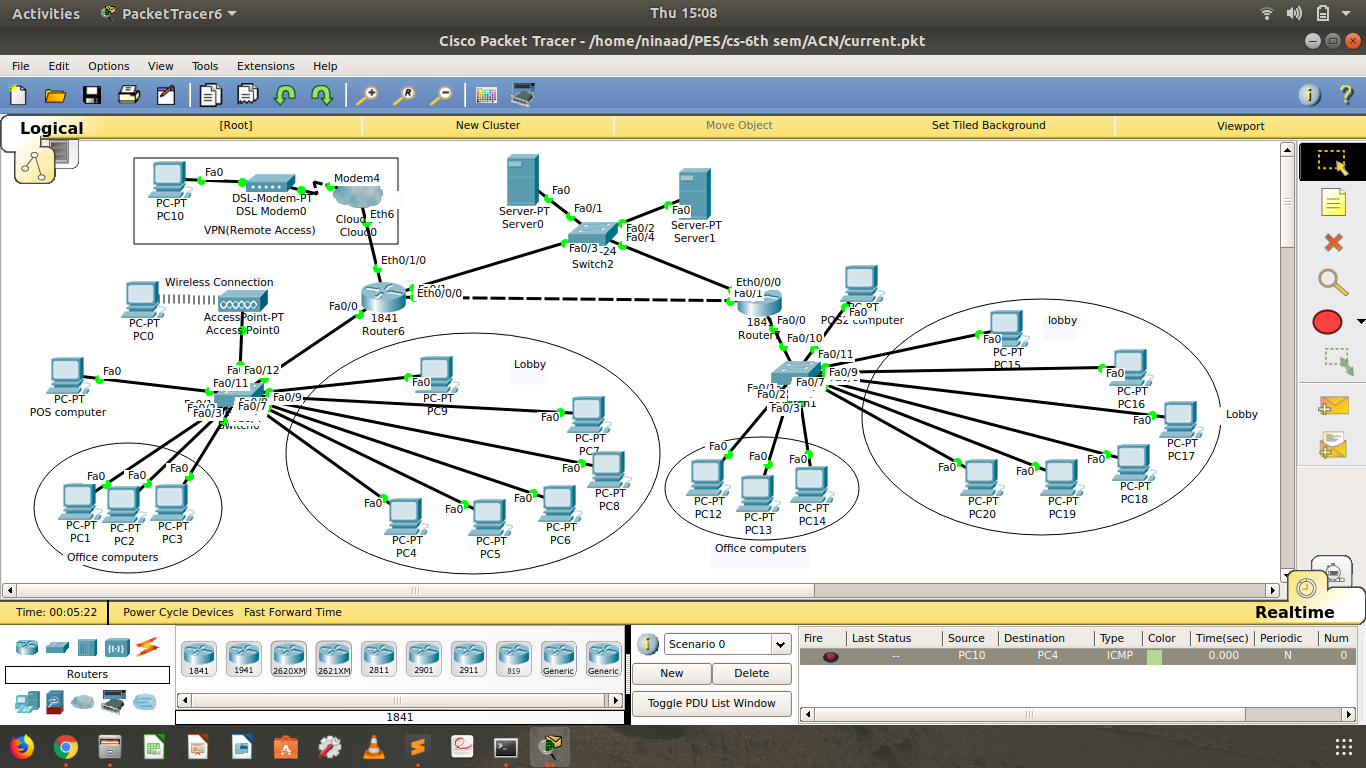 Activities PacketTracer6 Thu 15:08
Cisco Packet Tracer - /home/ninaad/PES/cs-6th sem/ACN/current.pkt
File Edit Options View Tools Extensions Help
Logical [Root] New Cluster Move Object Set Tiled Background Viewport
Fa0
PC-PT
PC10
DSL-Modem-PT
DSL Modem0
Modem4
Cloud0
Eth6
VPN(Remote Access)
Eth0/1/0
Server-PT
Server0
Fa0
Fa0/1
Fa0/2
Fa0/4
Fa0/3
-24
Switch2
Fa0
Server-PT
Server1
Wireless Connection
PC-PT
PC0
AccessPoint-PT
Access Point0
Fa0/0
Eth0/0/0
1841
Router6
Eth0/0/0
Fa0/1
1841
Fa0/0
POS2 computer
Fa0
Fa0/10
Fa0/11
Fa0/9
Fa0/7
Fa0/2
Fa0/3
Fa0
PC-PT
POS computer
Fa0/12
Fa0/11
Fa0/9
Fa0/7
Fa0/3
Lobby
Fa0
PC-PT
PC9
Fa0
PC-PT
PC7
Fa0
PC-PT
PC8
Fa0
PC-PT
PC6
Fa0
PC-PT
PC5
Fa0
PC-PT
PC4
Fa0
PC-PT
PC1
Fa0
PC-PT
PC2
Fa0
PC-PT
PC3
Office computers
Fa0
PC-PT
PC12
Fa0
PC-PT
PC13
Fa0
PC-PT
PC14
Office computers
lobby
Fa0
PC-PT
PC15
Fa0
PC-PT
PC16
Lobby
Fa0
PC-PT
PC17
Fa0
PC-PT
PC18
Fa0
PC-PT
PC19
Fa0
PC-PT
PC20
Time: 00:05:22 Power Cycle Devices Fast Forward Time Realtime
Routers
1841 1941 2620XM 2621XM 2811 2901 2911 819 Generic Generic
1841
Scenario 0
New Delete
Toggle PDU List Window
Fire Last Status Source Destination Type Color Time(sec) Periodic Num
-- PC10 PC4 ICMP 0.000 N 0